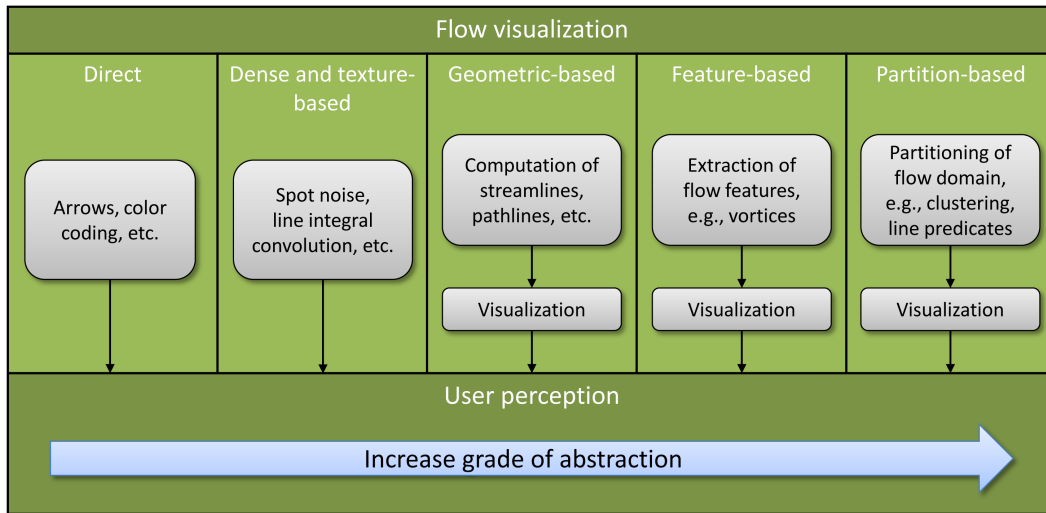 Flow visualization
Direct
Dense and texture-
based
Geometric-based
Feature-based
Partition-based
Arrows, color
coding, etc.
Spot noise,
line integral
convolution, etc.
Computation of
streamlines,
pathlines, etc.
Extraction of
flow features,
e.g., vortices
Partitioning of
flow domain,
e.g., clustering,
line predicates
Visualization
Visualization
Visualization
User perception
Increase grade of abstraction